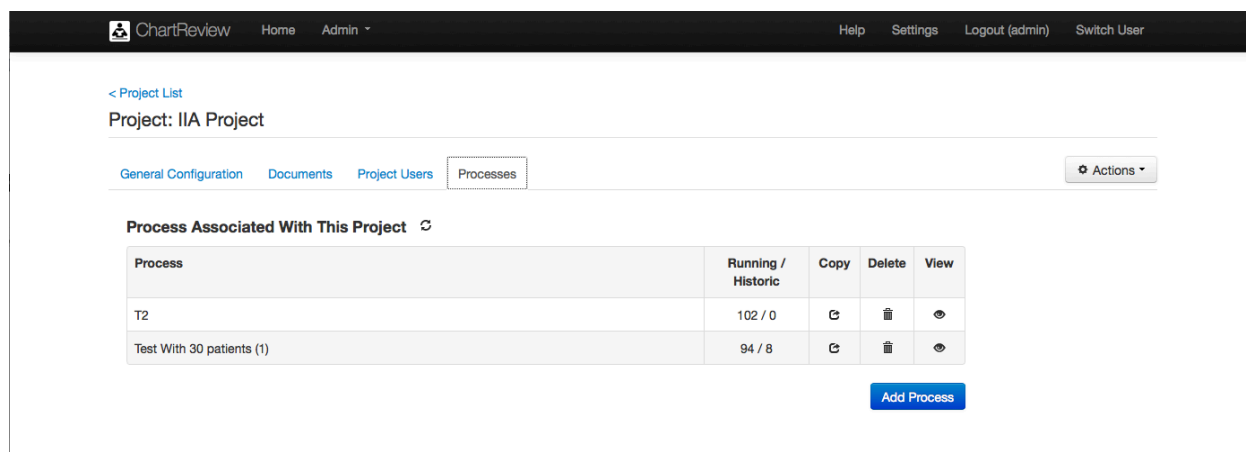 ChartReview Home Admin Help Settings Logout (admin) Switch User
< Project List
Project: IIA Project
General Configuration Documents Project Users Processes Actions
Process Associated With This Project
Process Running / Historic Copy Delete View
T2 102 / 0
Test With 30 patients (1) 94 / 8
Add Process